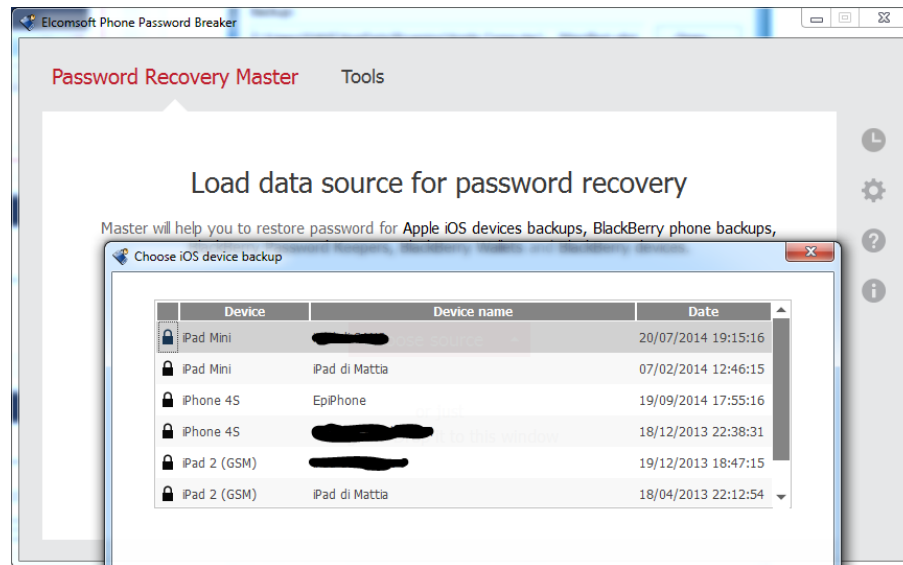 Elcomsoft Phone Password Breaker
Password Recovery Master Tools
Load data source for password recovery
Master will help you to restore password for Apple iOS devices backups, BlackBerry phone backups,
Choose iOS device backup
Device Device name Date
iPad Mini 20/07/2014 19:15:16
iPad Mini iPad di Mattia 07/02/2014 12:46:15
iPhone 4S EpiPhone 19/09/2014 17:55:16
iPhone 4S 18/12/2013 22:38:31
iPad 2 (GSM) 19/12/2013 18:47:15
iPad 2 (GSM) iPad di Mattia 18/04/2013 22:12:54